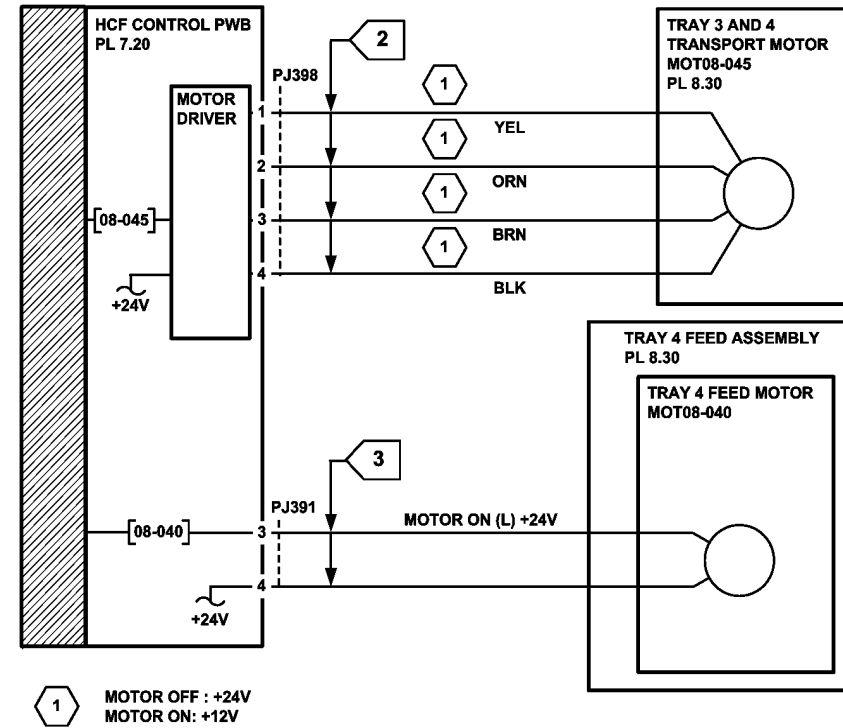 HCF CONTROL PWB
PL 7.20
MOTOR
DRIVER
[08-045]
+24V
PJ398
1
2
3
4
2
1
YEL
1
ORN
1
BRN
1
BLK
TRAY 3 AND 4
TRANSPORT MOTOR
MOT08-045
PL 8.30
TRAY 4 FEED ASSEMBLY
PL 8.30
TRAY 4 FEED MOTOR
MOT08-040
3
PJ391
[08-040]
3
MOTOR ON (L) +24V
4
+24V
1
MOTOR OFF : +24V
MOTOR ON: +12V